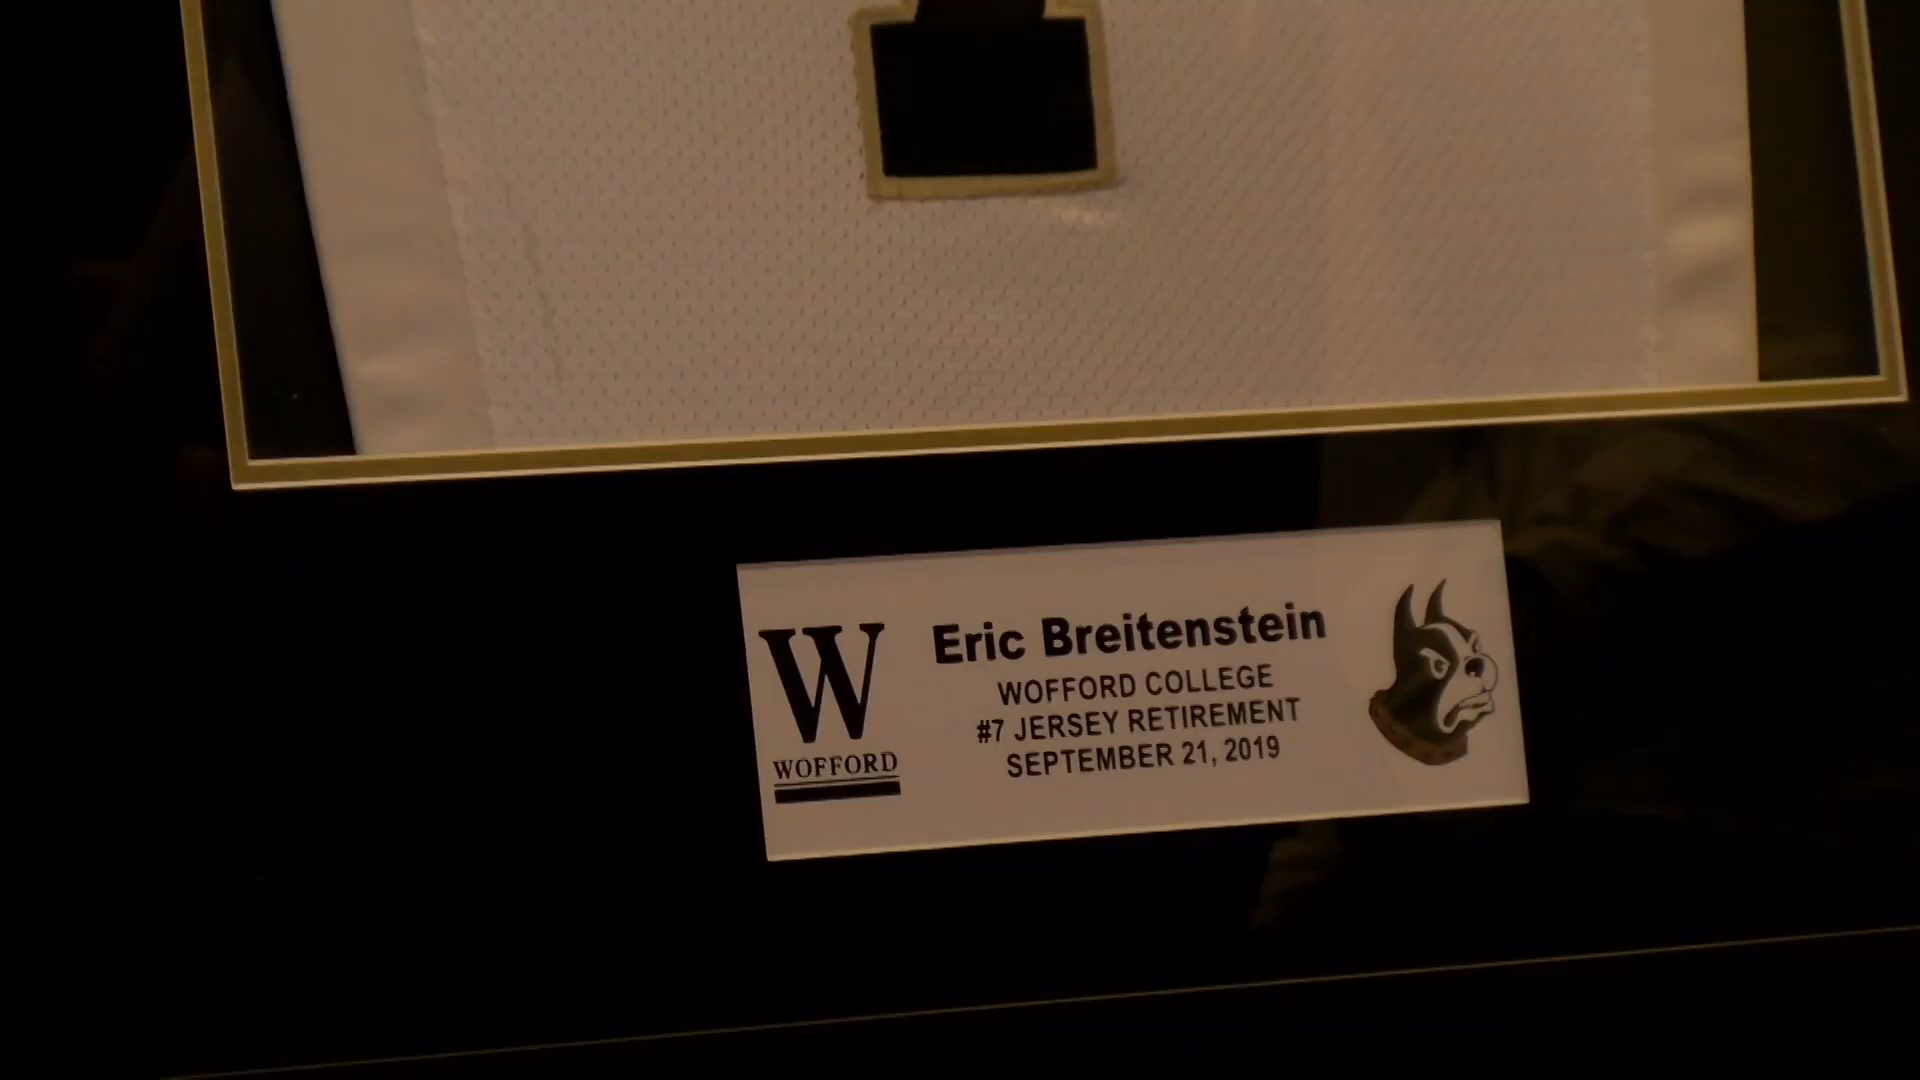 W
WOFFORD
Eric Breitenstein
WOFFORD COLLEGE
#7 JERSEY RETIREMENT
SEPTEMBER 21, 2019